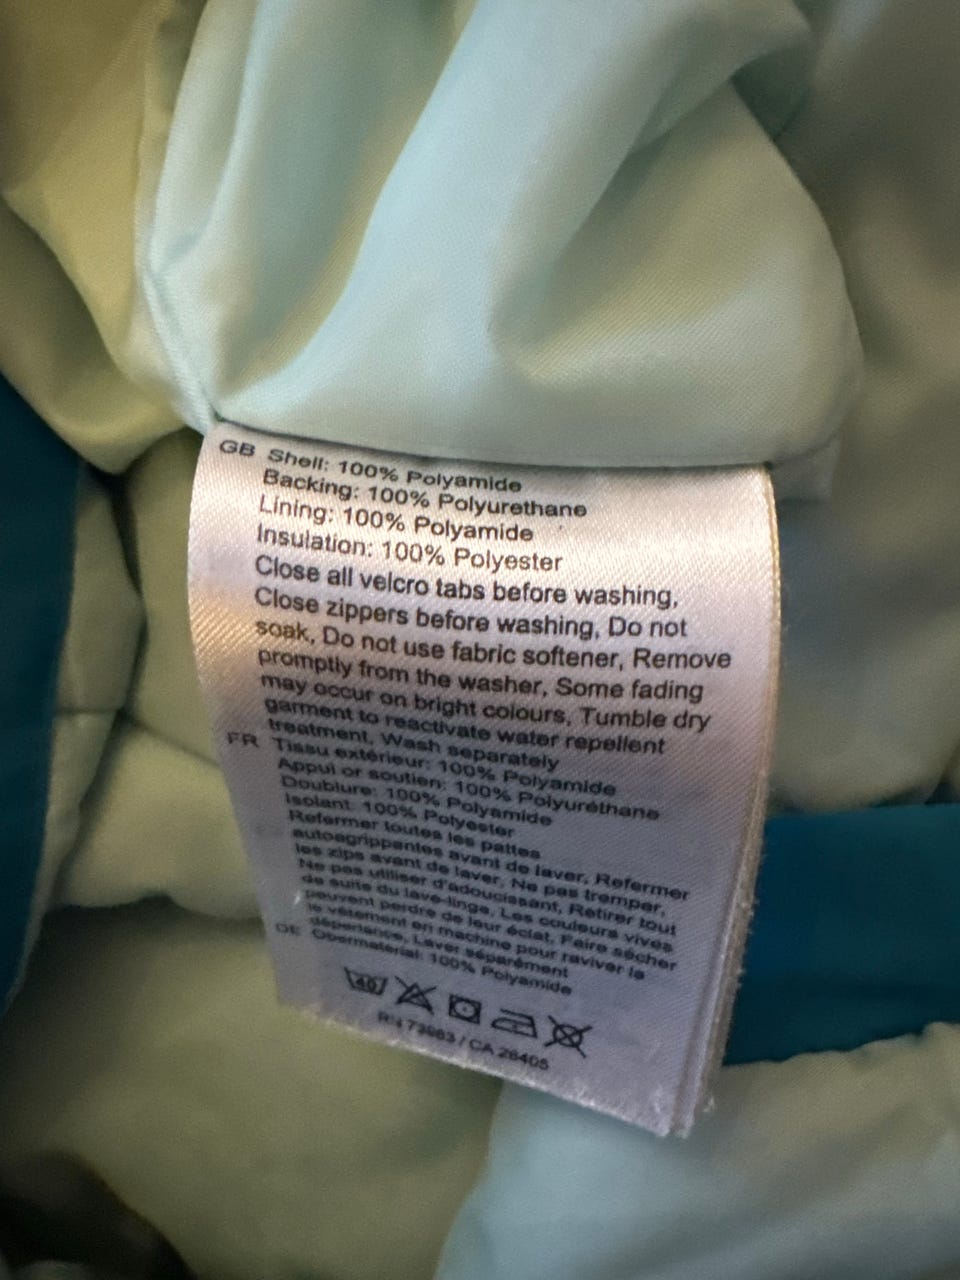 GB Shell: 100% Polyamide
Backing: 100% Polyurethane
Lining: 100% Polyamide
Insulation: 100% Polyester
Close all velcro tabs before washing,
Close zippers before washing, Do not
soak, Do not use fabric softener, Remove
promptly from the washer, Some fading
may occur on bright colours, Tumble dry
garment to reactivate water repellent
treatment, Wash separately
FR Tissu extérieur: 100% Polyamide
Appui or soutien: 100% Polyuréthane
Doublure: 100% Polyamide
Isolant: 100% Polyester
Refermer toutes les pattes
autoagrippantes avant de laver, Refermer
les zips avant de laver, Ne pas tremper,
Ne pas utiliser d'adoucissant, Retirer tout
de suite du lave-linge, Les couleurs vives
peuvent perdre de leur éclat, Faire sécher
le vêtement en machine pour raviver la
déperlance, Laver séparément
DE Obermaterial: 100% Polyamide
40
RN 73963 / CA 28405